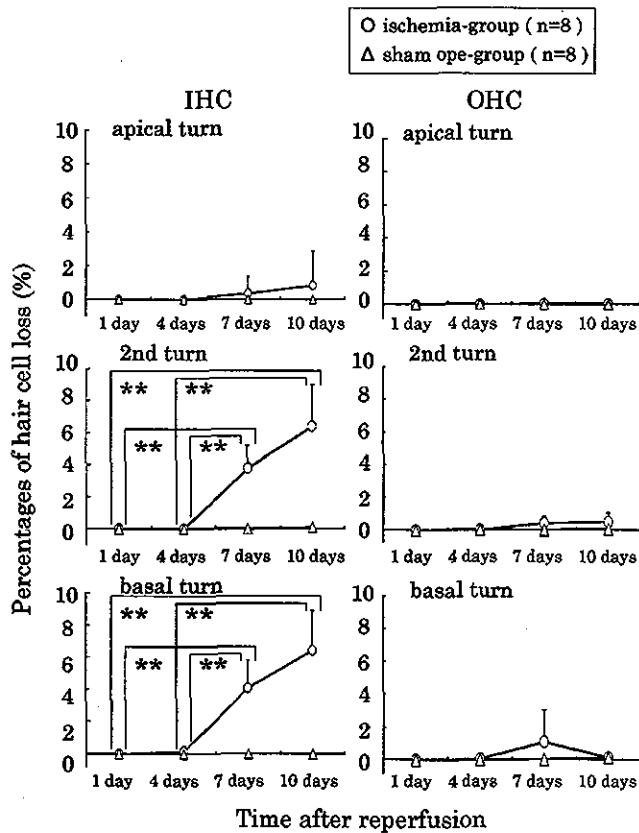 O ischemia-group ( n=8 )
Δ sham ope-group ( n=8 )
IHC
OHC
Percentages of hair cell loss (%)
apical turn
10
8
6
4
2
0
1 day 4 days 7 days 10 days
apical turn
10
8
6
4
2
0
1 day 4 days 7 days 10 days
2nd turn
10
8
6
4
2
0
** **
** **
1 day 4 days 7 days 10 days
2nd turn
10
8
6
4
2
0
1 day 4 days 7 days 10 days
basal turn
10
8
6
4
2
0
** **
** **
1 day 4 days 7 days 10 days
basal turn
10
8
6
4
2
0
1 day 4 days 7 days 10 days
Time after reperfusion